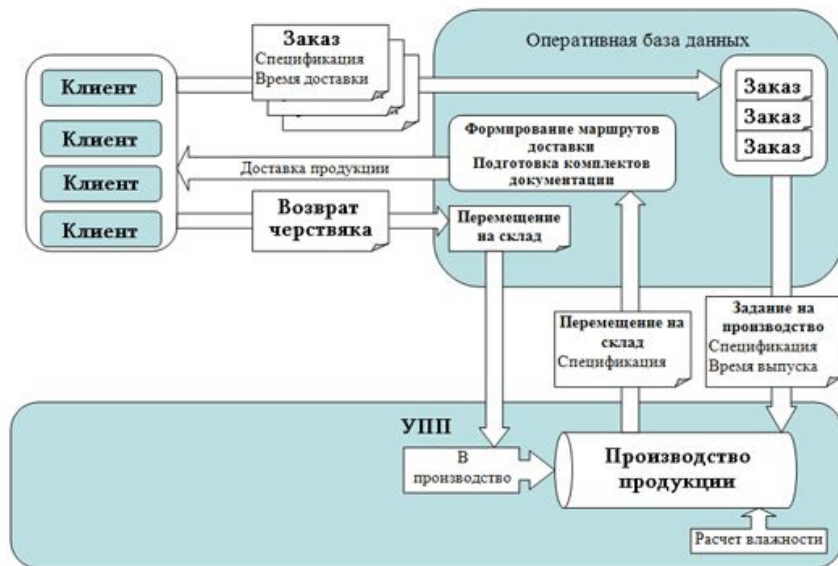 Заказ
Спецификация
Время доставки
Оперативная база данных
Клиент
Клиент
Клиент
Клиент
Заказ
Заказ
Заказ
Формирование маршрутов
доставки
Подготовка комплектов
документации
Доставка продукции
Возврат
черствяка
Перемещение
на склад
Перемещение на
склад
Спецификация
Задание на
производство
Спецификация
Время выпуска
УПП
В
производство
Производство
продукции
Расчет влажности